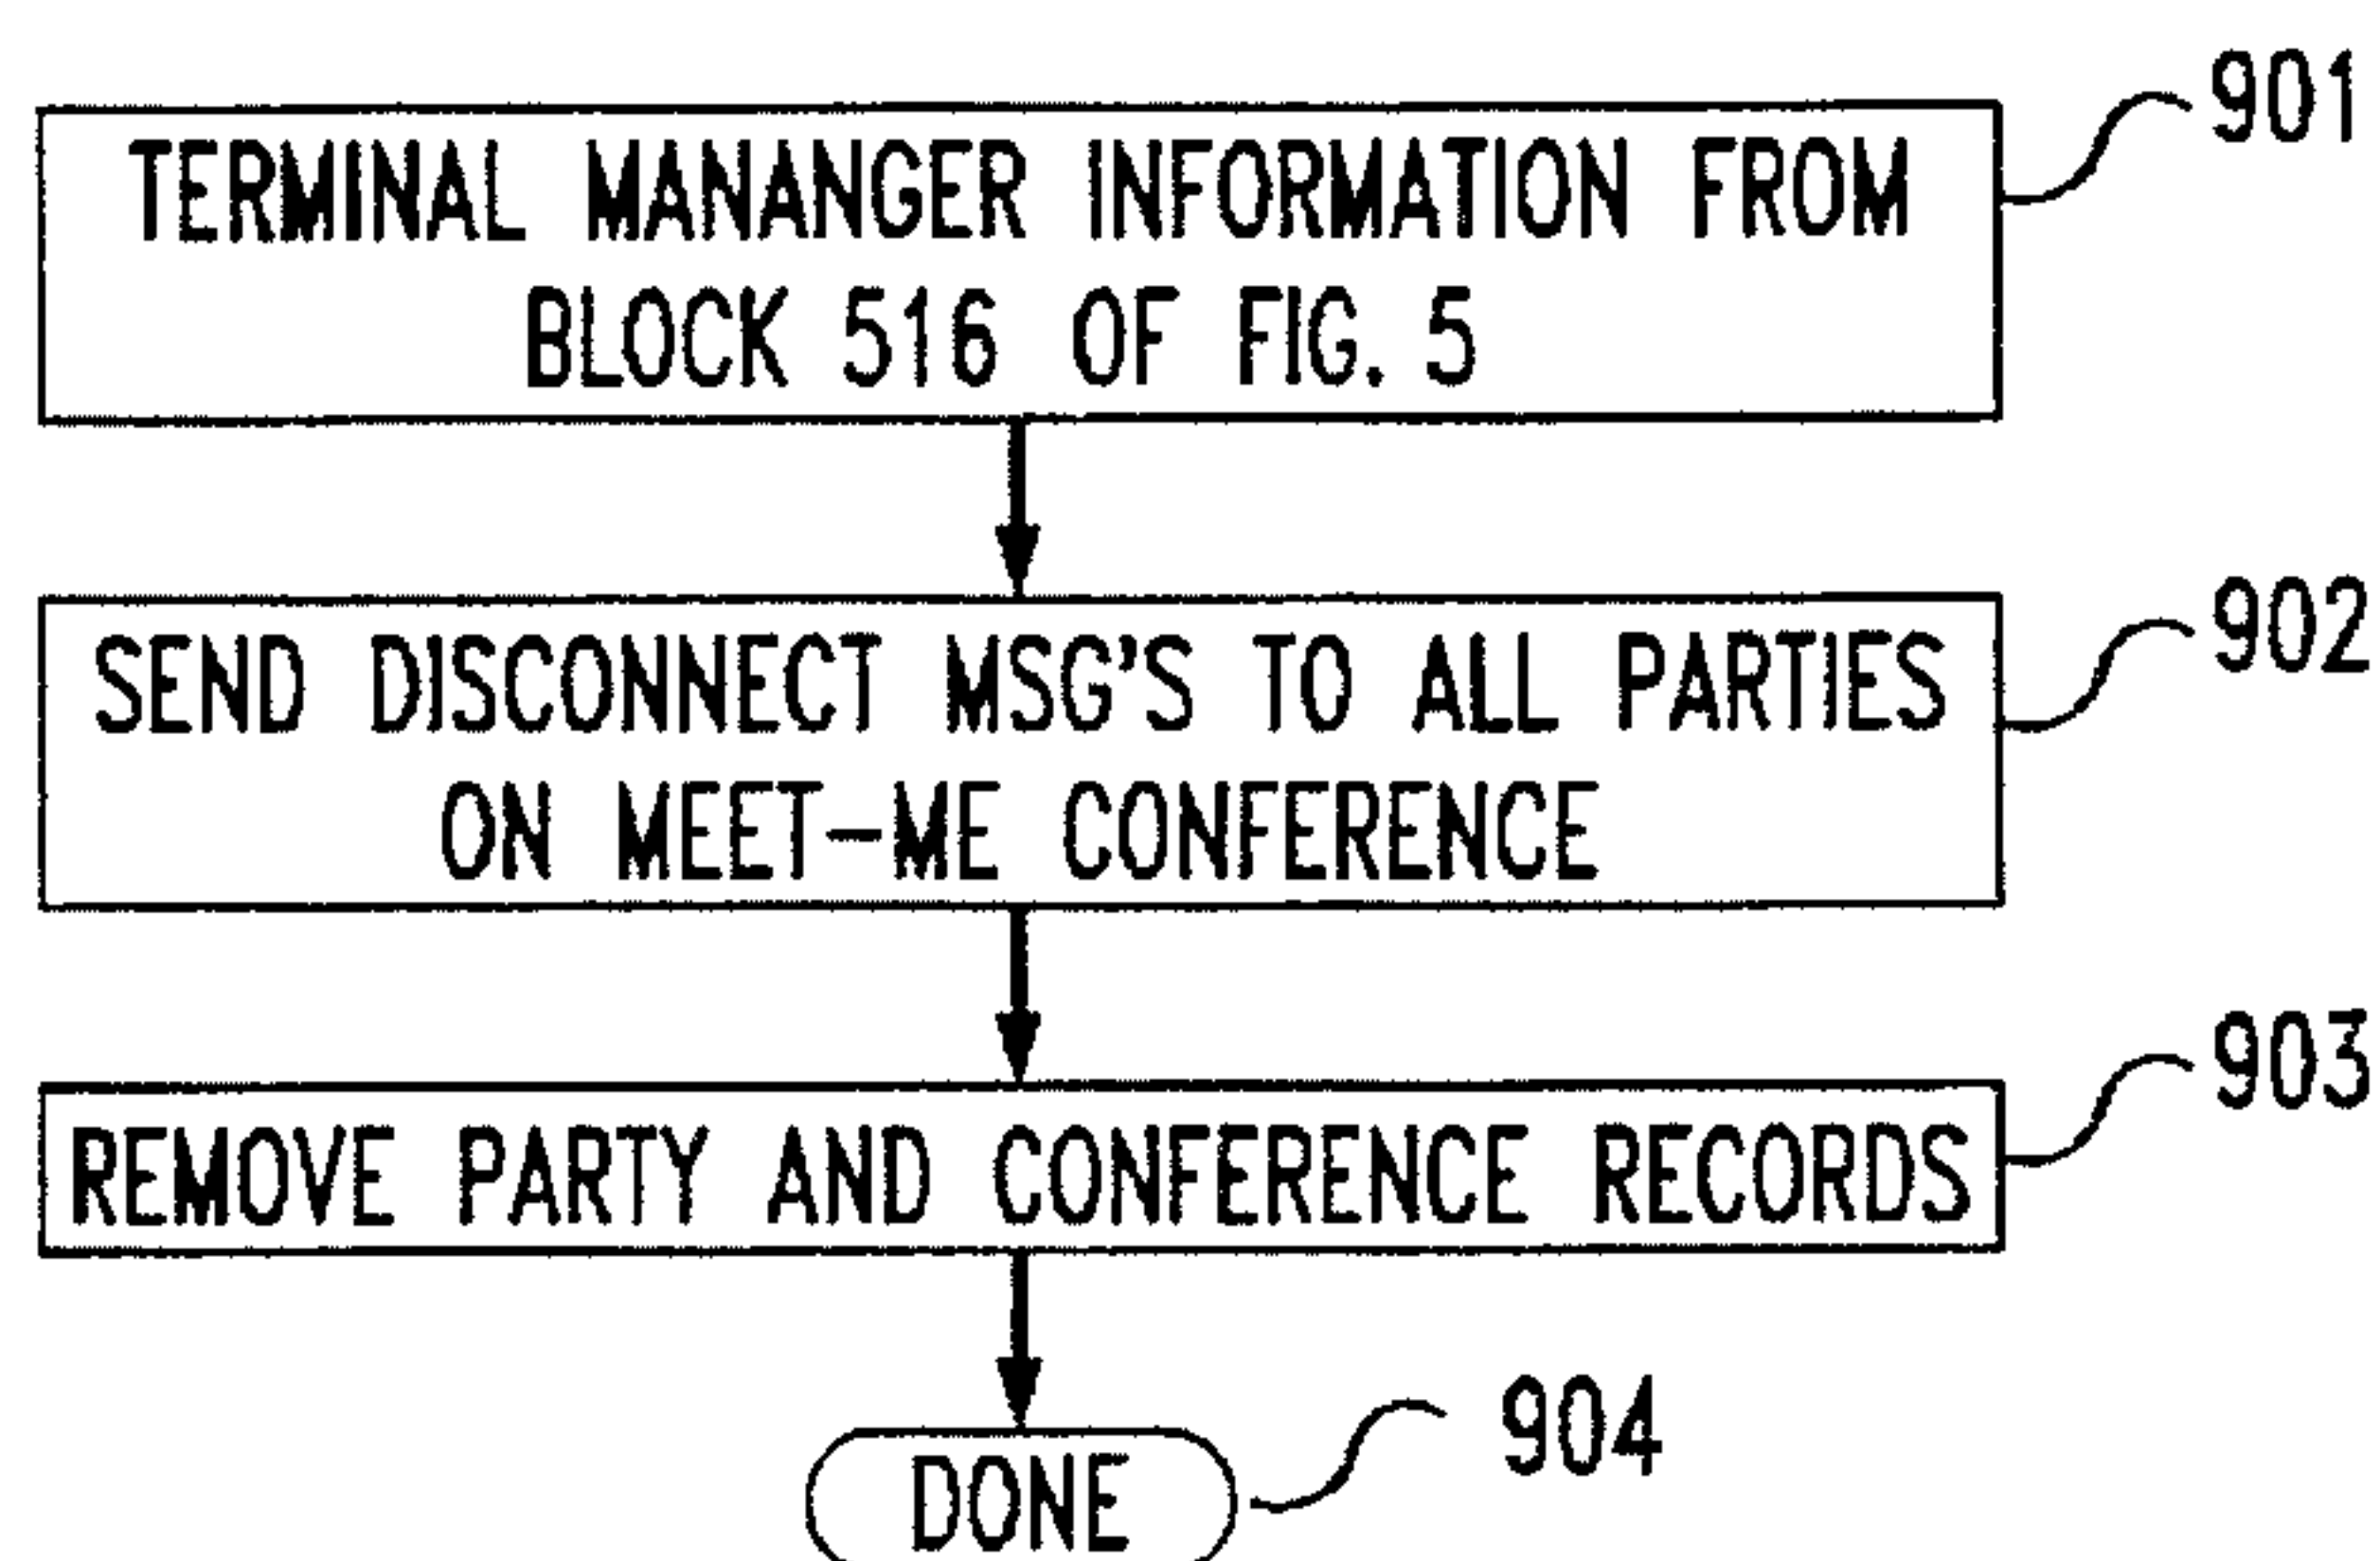 901
TERMINAL MANANGER INFORMATION FROM
BLOCK 516 OF FIG. 5
902
SEND DISCONNECT MSG'S TO ALL PARTIES
ON MEET-ME CONFERENCE
903
REMOVE PARTY AND CONFERENCE RECORDS
904
DONE